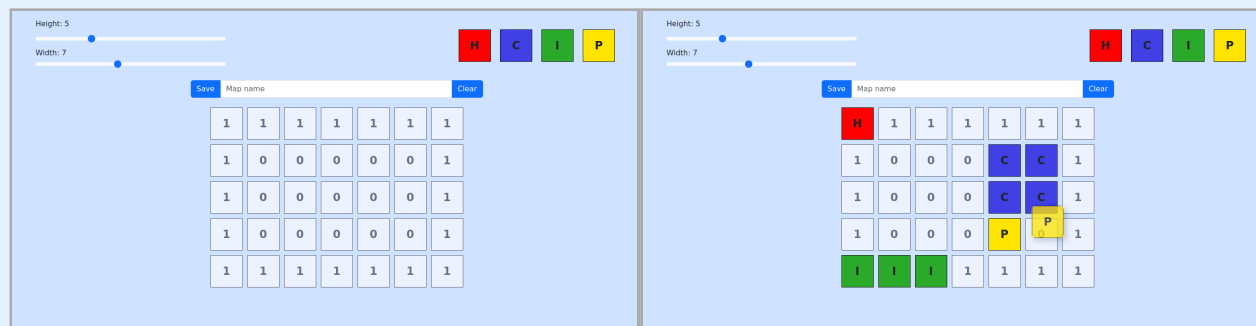 Height: 5
Width: 7
H C I P
Save Map name Clear
1 1 1 1 1 1 1
1 0 0 0 0 0 1
1 0 0 0 0 0 1
1 0 0 0 0 0 1
1 1 1 1 1 1 1
Height: 5
Width: 7
H C I P
Save Map name Clear
H 1 1 1 1 1 1
1 0 0 0 C C 1
1 0 0 0 C C 1
P
1 0 0 0 P 0 1
I I I 1 1 1 1